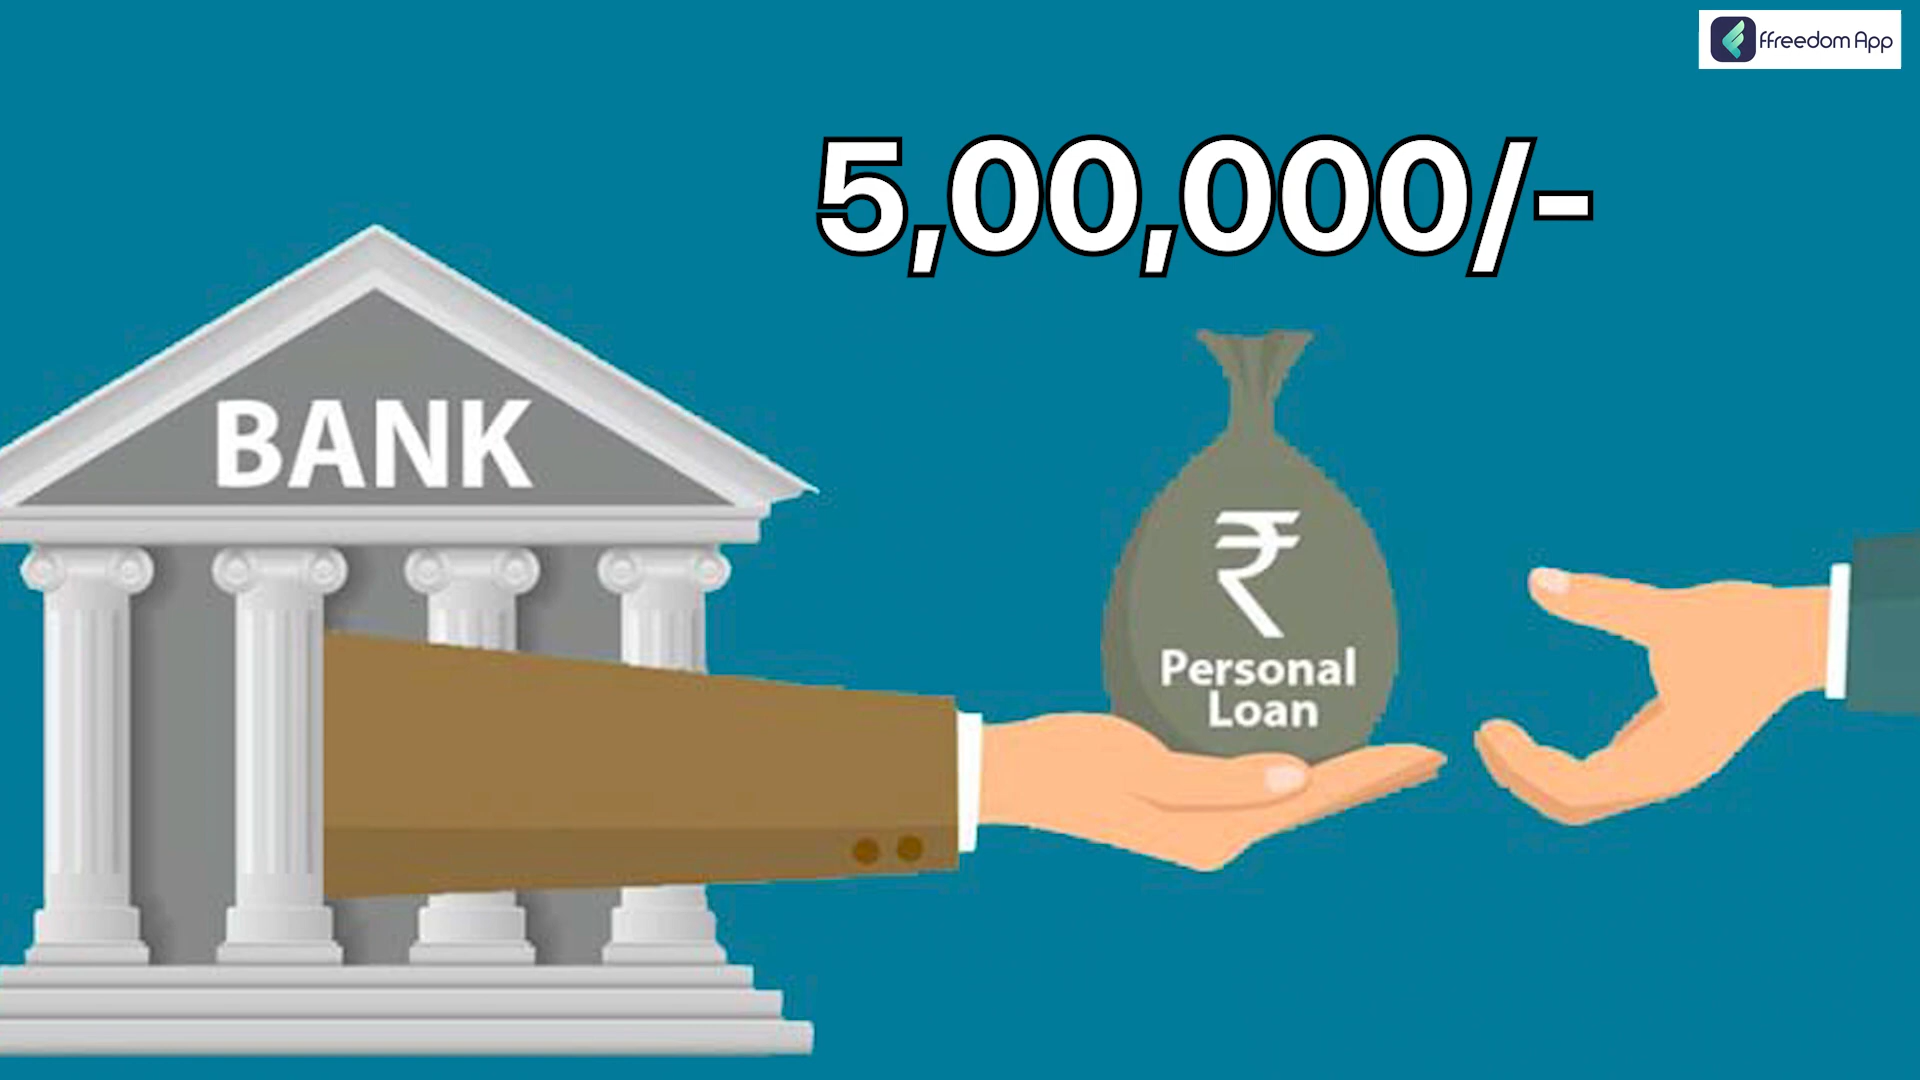 ffreedom App
5,00,000/-
BANK
₹
Personal
Loan